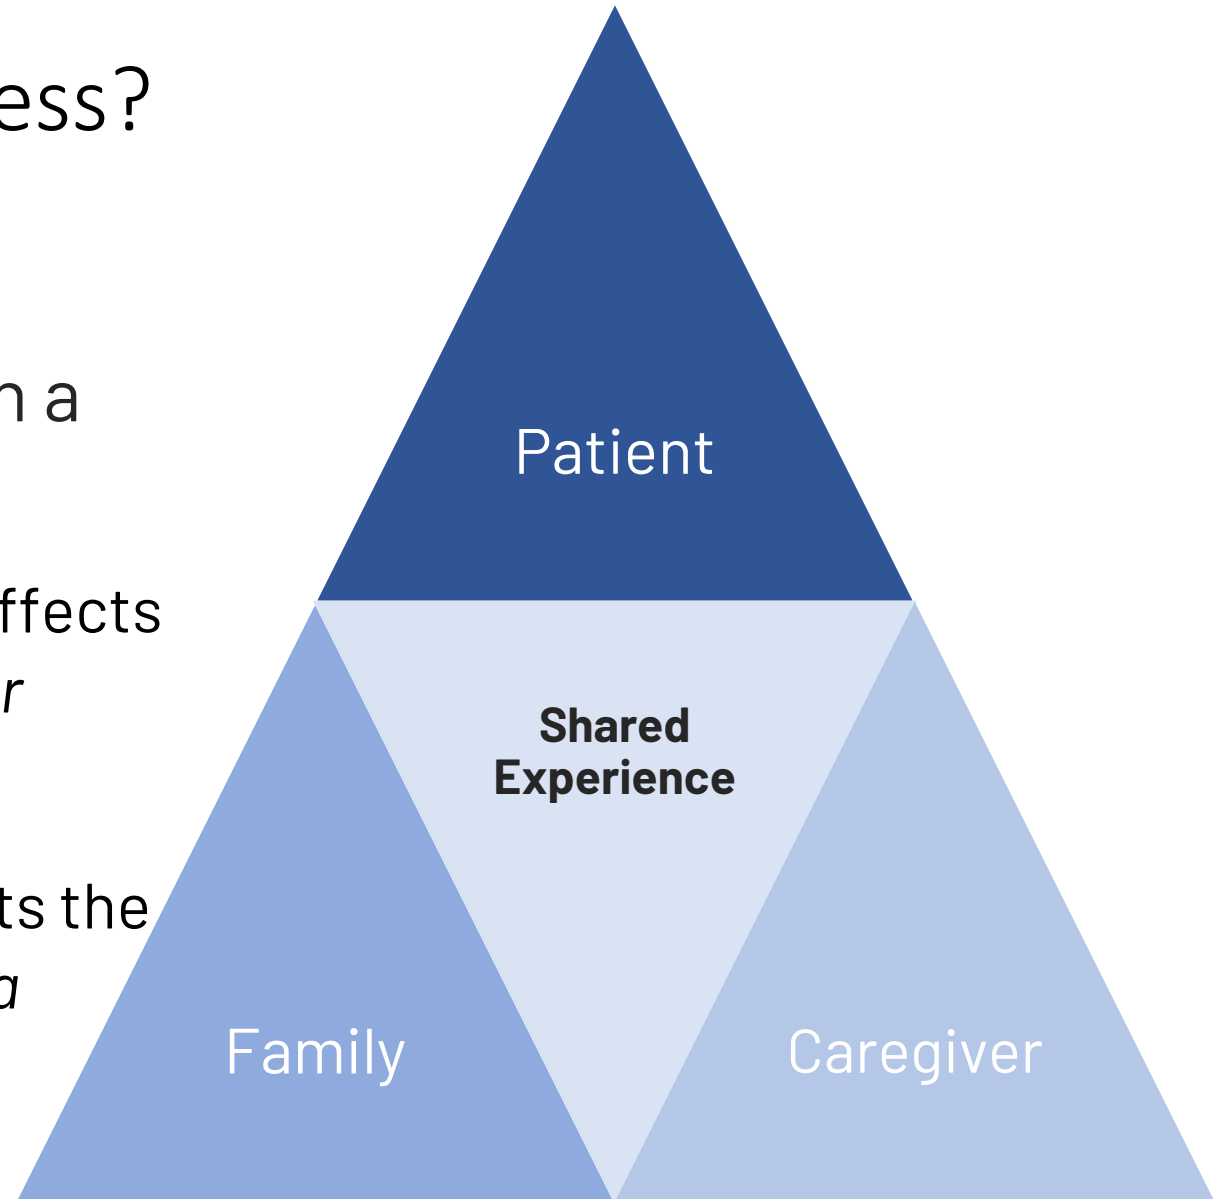 ess?
n a
ffects
r
ts the
a
Patient
Shared
Experience
Family
Caregiver